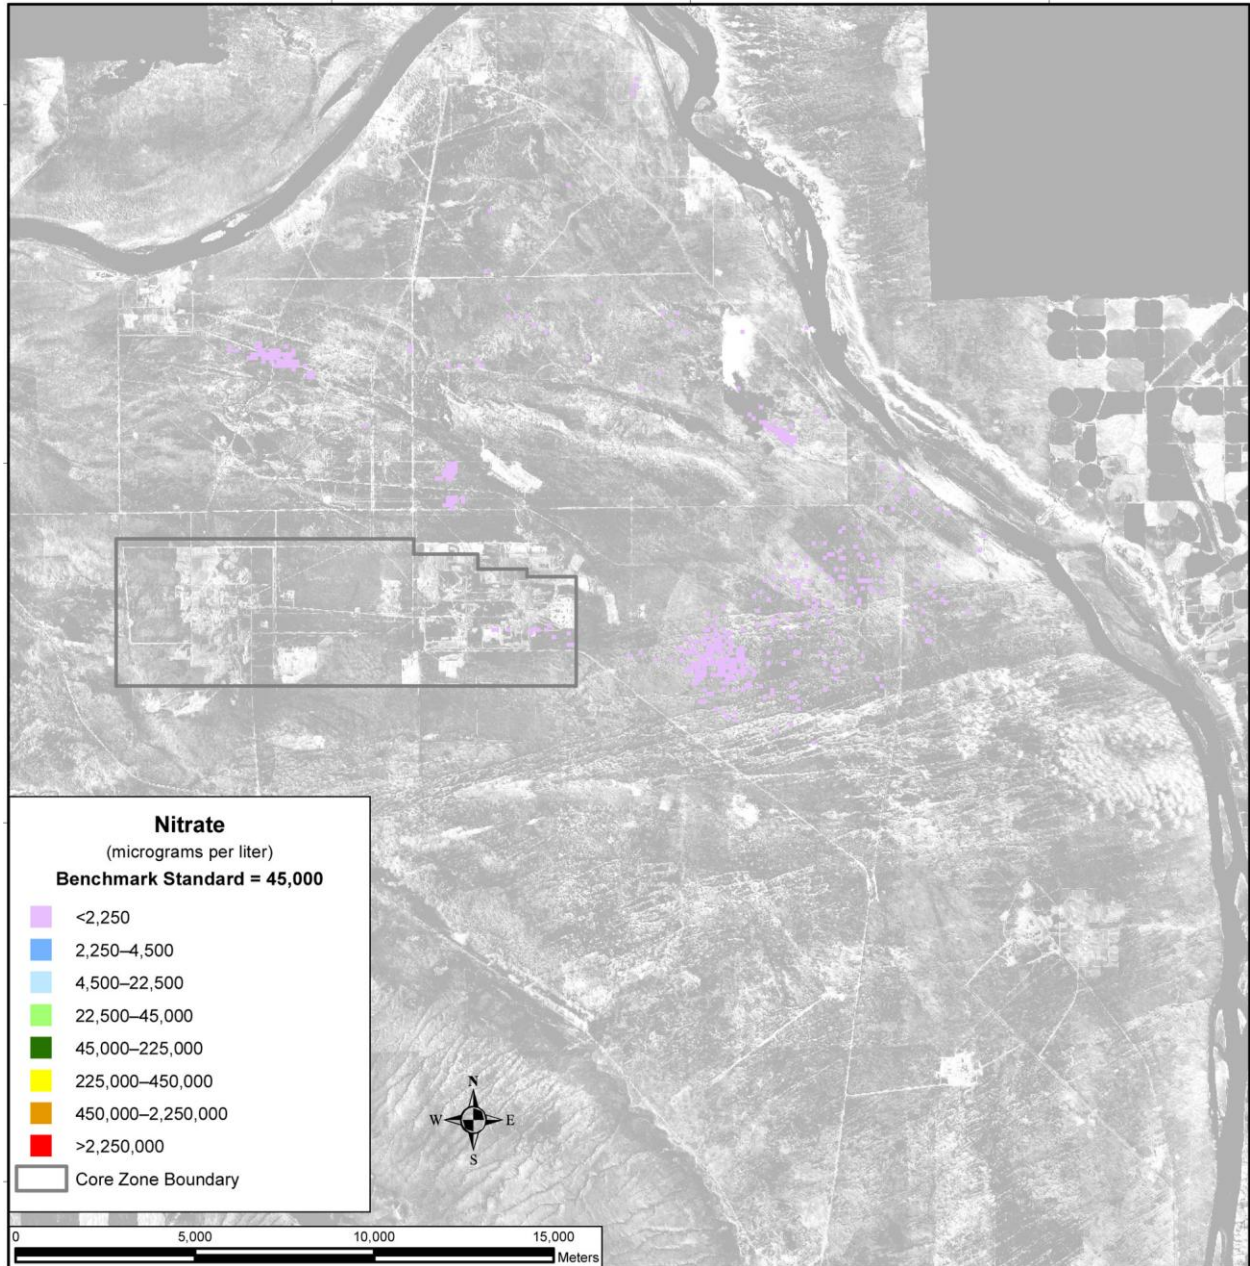 Nitrate
(micrograms per liter)
Benchmark Standard = 45,000
<2,250
2,250–4,500
4,500–22,500
22,500–45,000
45,000–225,000
225,000–450,000
450,000–2,250,000
>2,250,000
Core Zone Boundary
N
W E
S
0 5,000 10,000 15,000
Meters